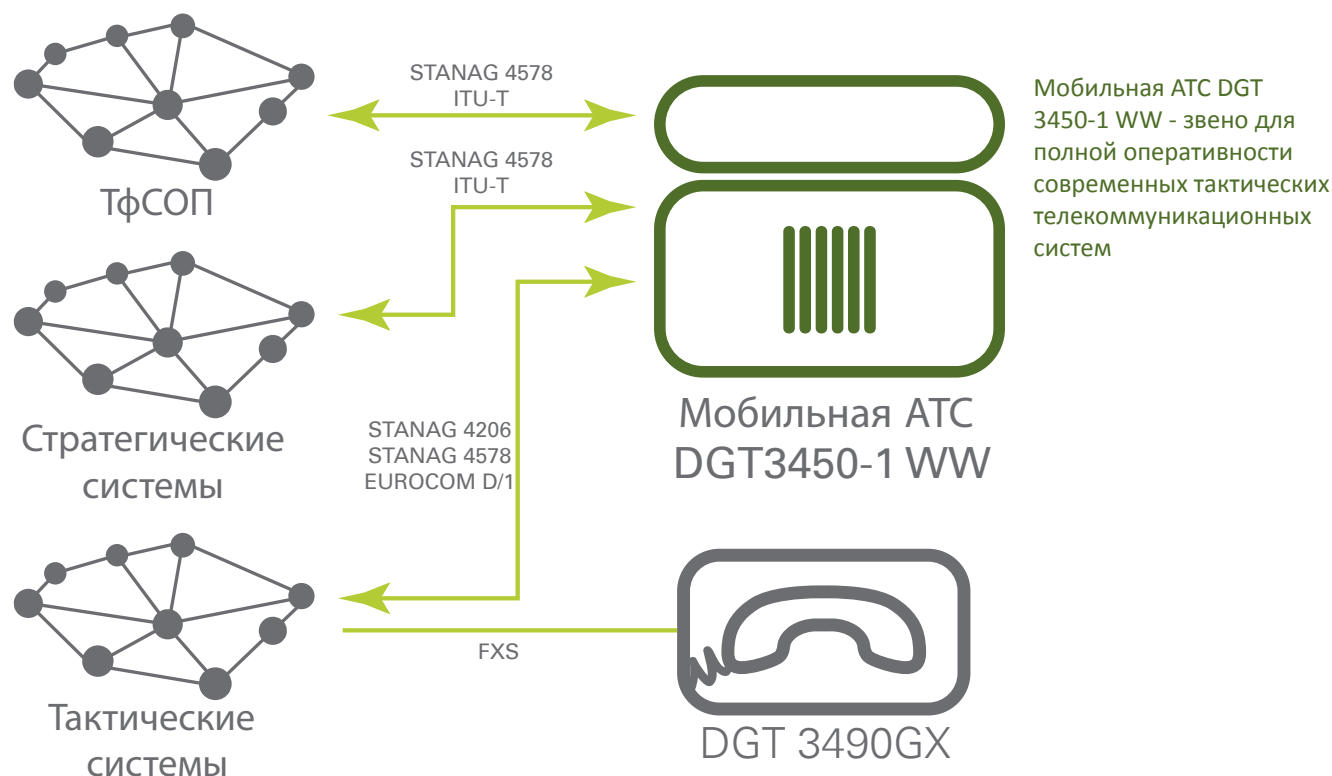 STANAG 4578
ITU-T
ТфСОП
STANAG 4578
ITU-T
Мобильная АТС DGT
3450-1 WW - звено для
полной оперативности
современных тактических
телекоммуникационных
систем
Стратегические
системы
STANAG 4206
STANAG 4578
EUROCOM D/1
Мобильная АТС
DGT3450-1 WW
Тактические
системы
FXS
DGT 3490GX